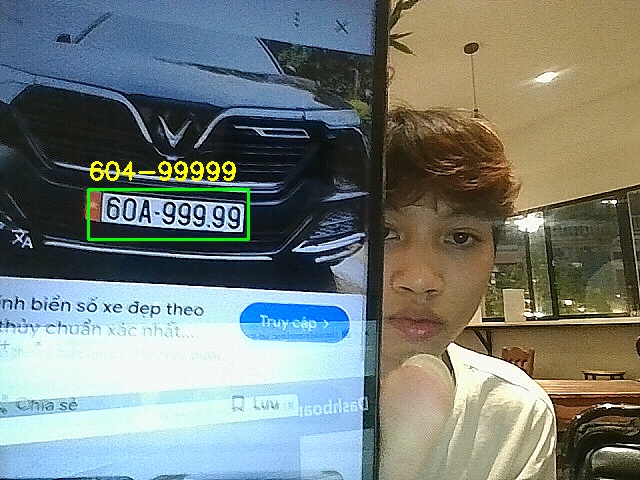 604-99999
60A-999.99
ình biển số xe đẹp theo
thủy chuẩn xác nhất...
Truy cập >
Chia sẻ
Lưu
Dashboar